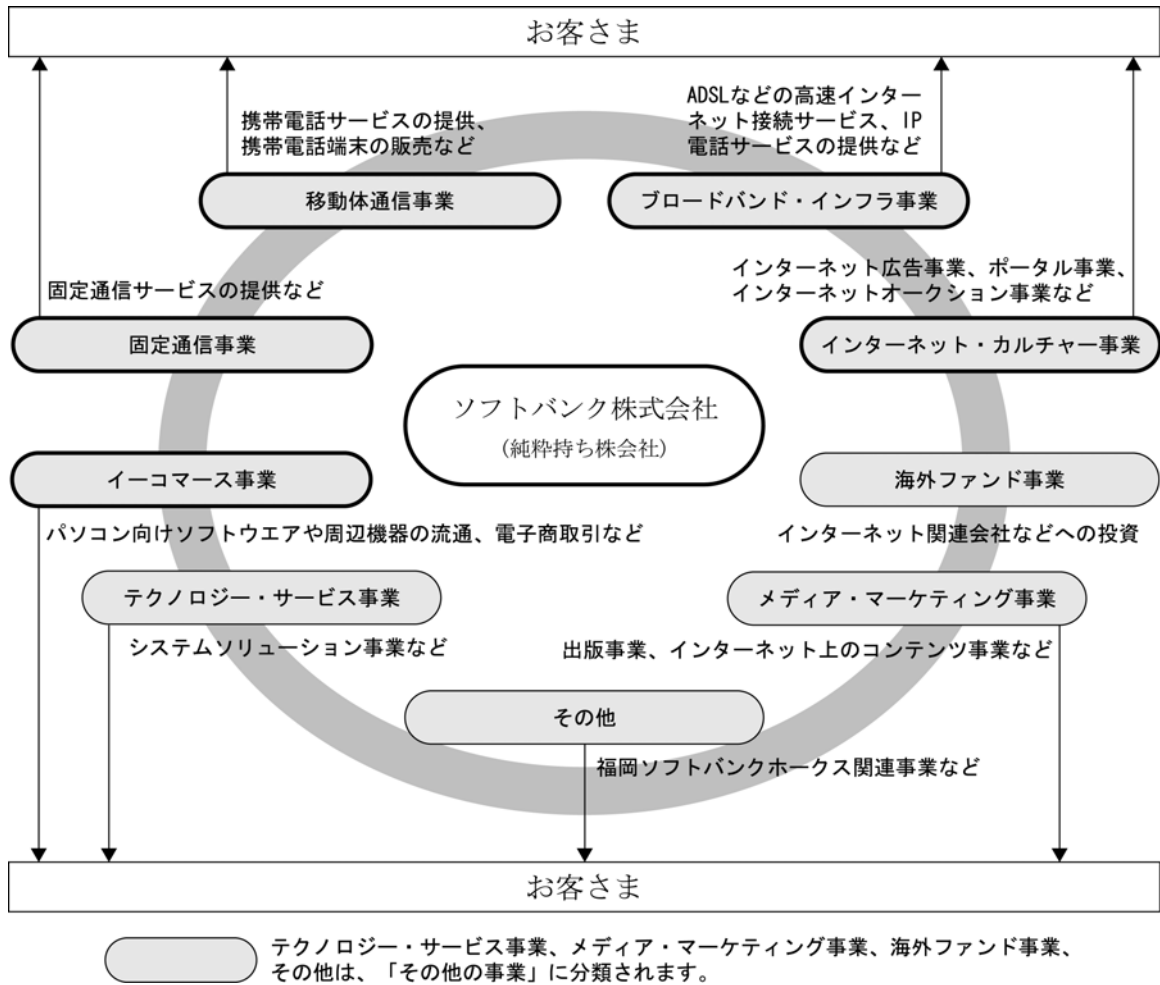 お客さま
携帯電話サービスの提供、
携帯電話端末の販売など
ADSLなどの高速インター
ネット接続サービス、IP
電話サービスの提供など
移動体通信事業
ブロードバンド・インフラ事業
固定通信サービスの提供など
インターネット広告事業、ポータル事業、
インターネットオークション事業など
固定通信事業
インターネット・カルチャー事業
ソフトバンク株式会社
(純粋持ち株会社)
イーコマース事業
海外ファンド事業
パソコン向けソフトウエアや周辺機器の流通、電子商取引など
インターネット関連会社などへの投資
テクノロジー・サービス事業
メディア・マーケティング事業
システムソリューション事業など
出版事業、インターネット上のコンテンツ事業など
その他
福岡ソフトバンクホークス関連事業など
お客さま
テクノロジー・サービス事業、メディア・マーケティング事業、海外ファンド事業、
その他は、「その他の事業」に分類されます。